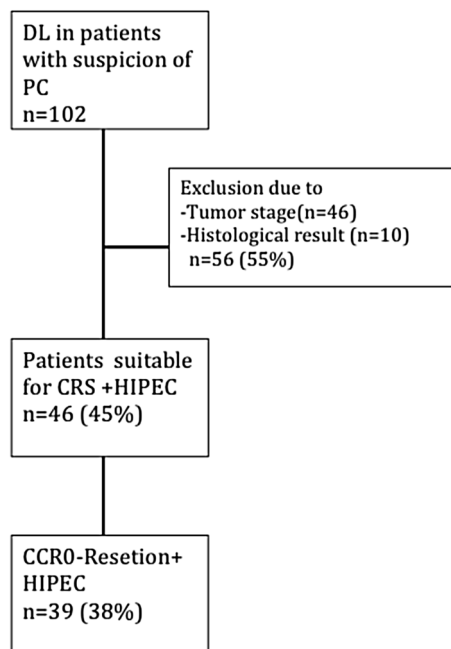 DL in patients
with suspicion of
PC
n=102
Exclusion due to
-Tumor stage(n=46)
-Histological result (n=10)
n=56 (55%)
Patients suitable
for CRS +HIPEC
n=46 (45%)
CCR0-Resetion+
HIPEC
n=39 (38%)